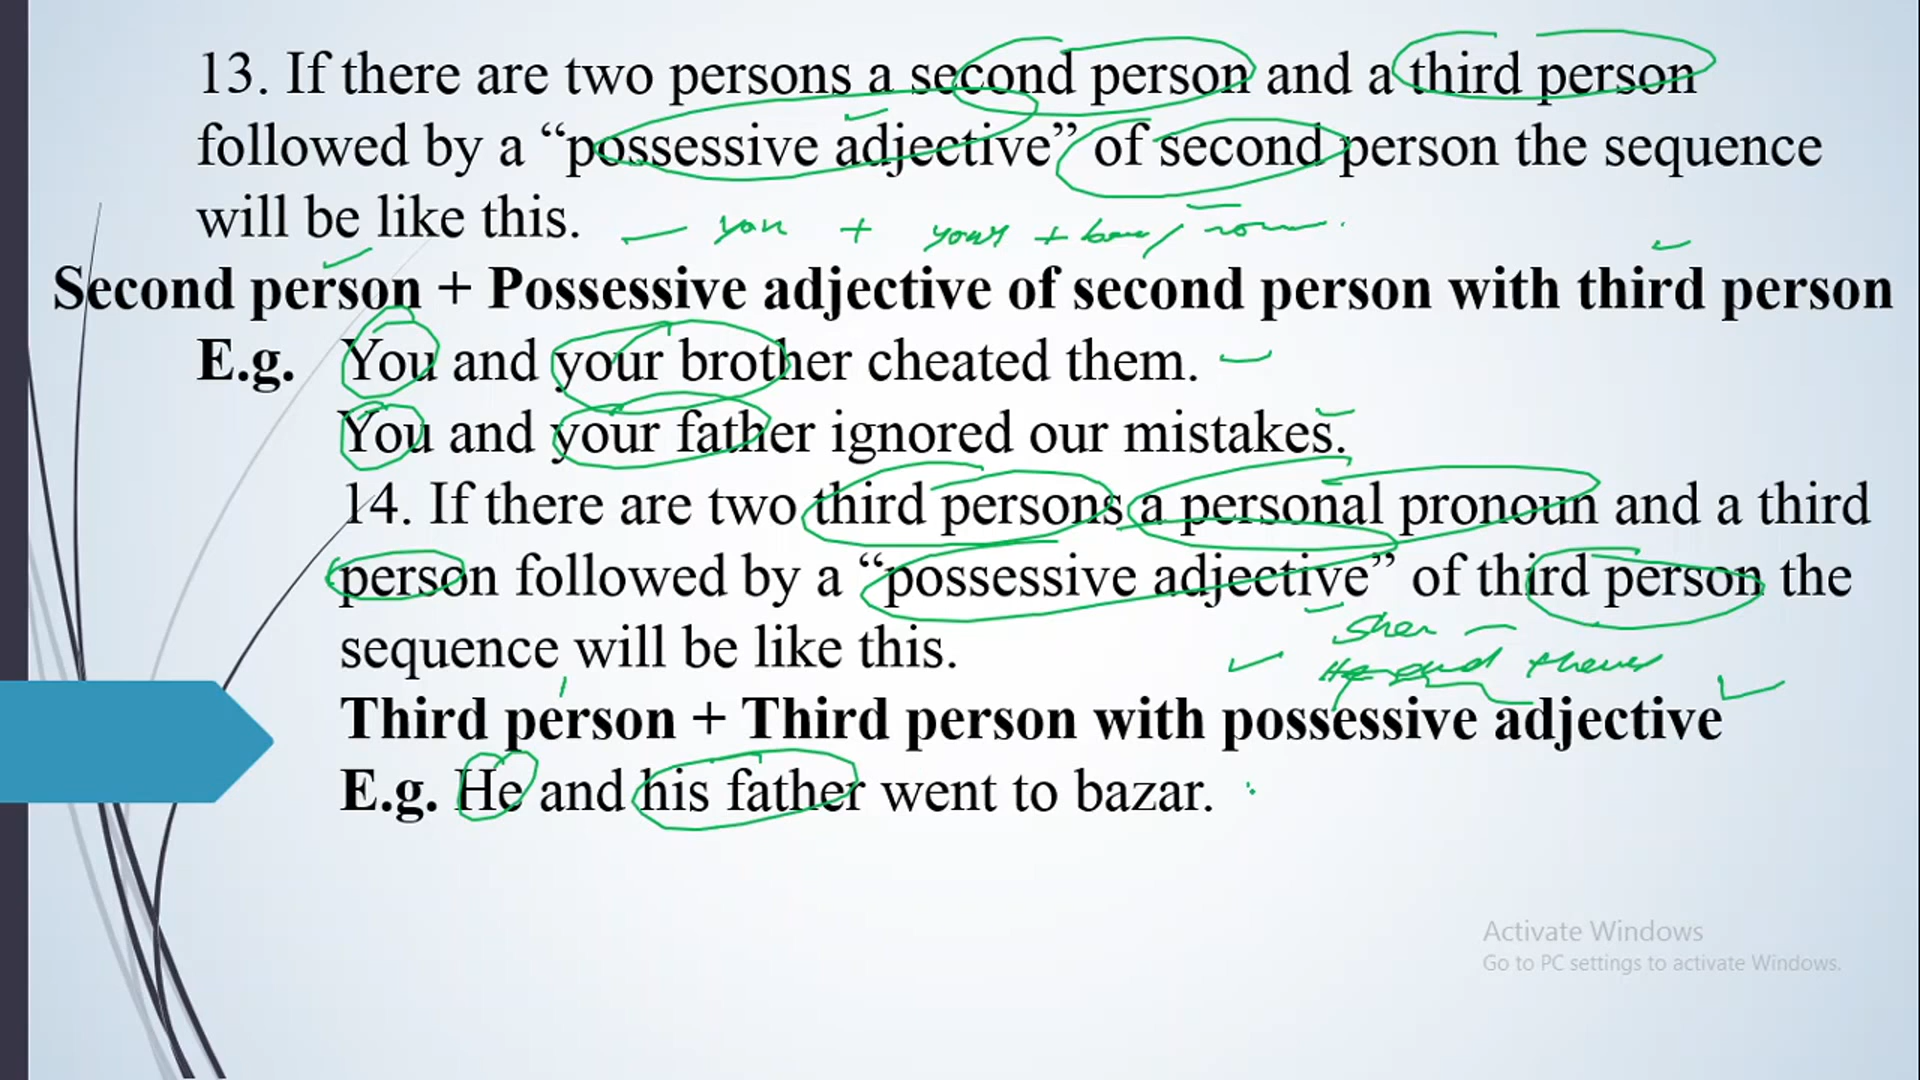 13. If there are two persons a second person and a third person
followed by a “possessive adjective” of second person the sequence
will be like this.
you + your +
Second person + Possessive adjective of second person with third person
E.g. You and your brother cheated them.
You and your father ignored our mistakes.
14. If there are two third persons a personal pronoun and a third
person followed by a “possessive adjective” of third person the
sequence will be like this.
Third person + Third person with possessive adjective
E.g. He and his father went to bazar.
Activate Windows
Go to PC settings to activate Windows.